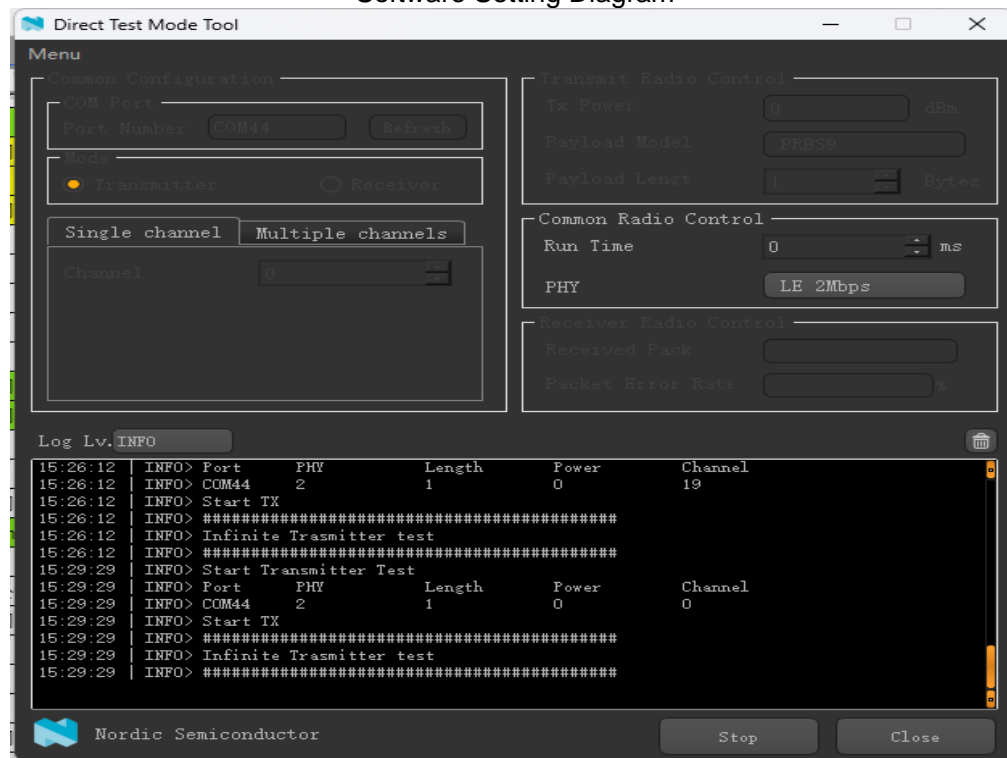 Software Setting Diagram
Direct Test Mode Tool
Menu
Common Configuration
COM Port
Port Number COM44 Refresh
Mode
Transmitter Receiver
Single channel Multiple channels
Channel 0
Transmit Radio Control
Tx Power 0 dBm
Payload Model PRBS9
Payload Lengt 1 Bytes
Common Radio Control
Run Time 0 ms
PHY LE 2Mbps
Receiver Radio Control
Received Pack
Packet Error Rate %
Log Lv. INFO
15:26:12 | INFO> Port PHY Length Power Channel
15:26:12 | INFO> COM44 2 1 0 19
15:26:12 | INFO> Start TX
15:26:12 | INFO> ###########################################
15:26:12 | INFO> Infinite Trasmitter test
15:26:12 | INFO> ###########################################
15:29:29 | INFO> Start Transmitter Test
15:29:29 | INFO> Port PHY Length Power Channel
15:29:29 | INFO> COM44 2 1 0 0
15:29:29 | INFO> Start TX
15:29:29 | INFO> ###########################################
15:29:29 | INFO> Infinite Trasmitter test
15:29:29 | INFO> ###########################################
Nordic Semiconductor Stop Close